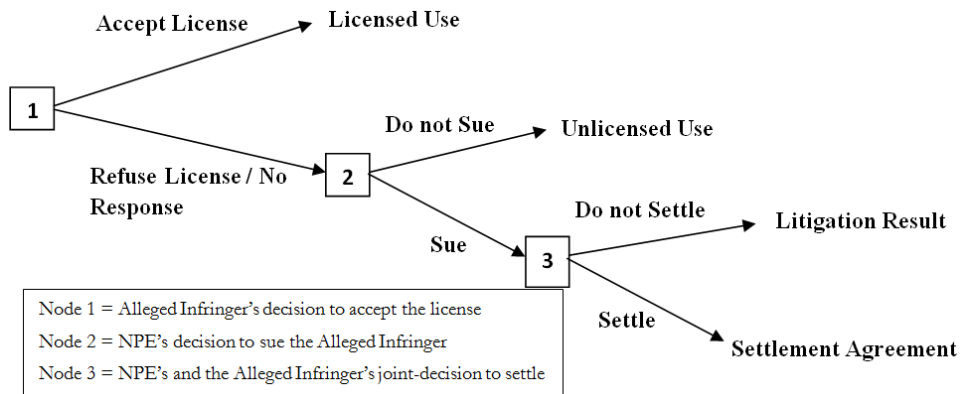 Accept License
Licensed Use
1
Do not Sue
Unlicensed Use
Refuse License / No
Response
2
Do not Settle
Litigation Result
Sue
3
Settle
Settlement Agreement
Node 1 = Alleged Infringer's decision to accept the license
Node 2 = NPE's decision to sue the Alleged Infringer
Node 3 = NPE's and the Alleged Infringer's joint-decision to settle